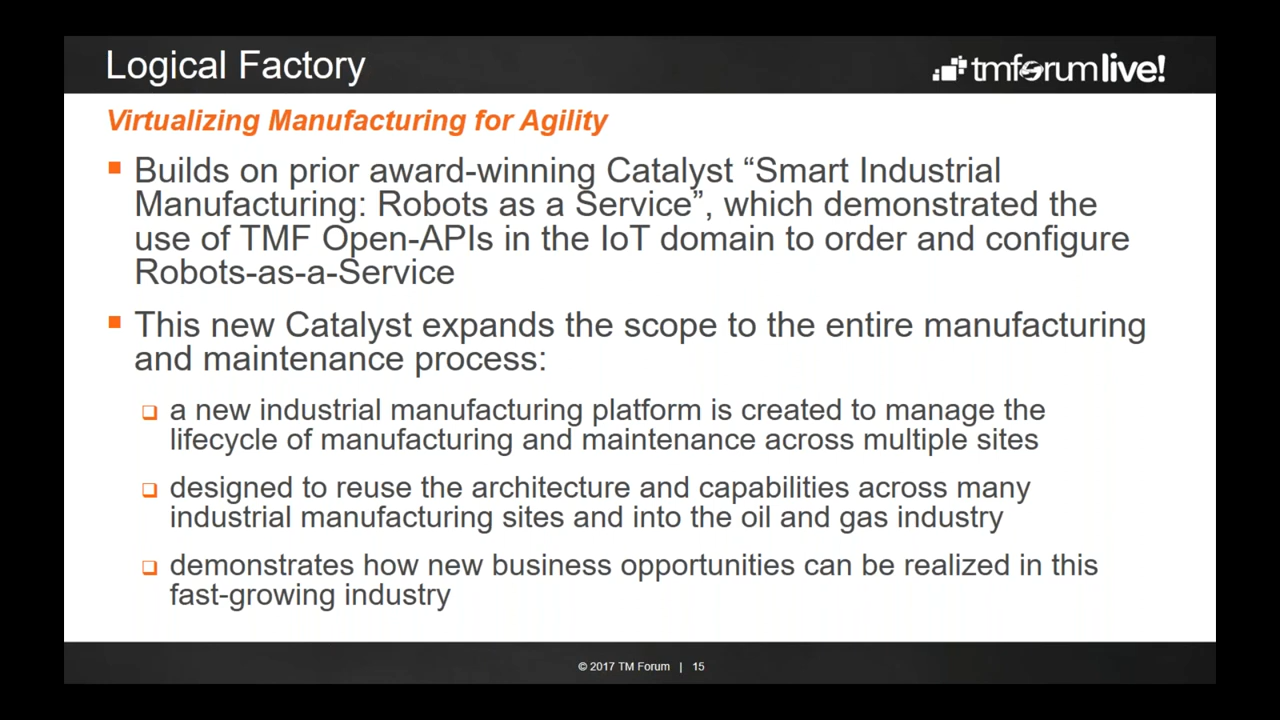 Logical Factory
tmforumlive!
Virtualizing Manufacturing for Agility
Builds on prior award-winning Catalyst “Smart Industrial
Manufacturing: Robots as a Service”, which demonstrated the
use of TMF Open-APIs in the IoT domain to order and configure
Robots-as-a-Service
This new Catalyst expands the scope to the entire manufacturing
and maintenance process:
a new industrial manufacturing platform is created to manage the
lifecycle of manufacturing and maintenance across multiple sites
designed to reuse the architecture and capabilities across many
industrial manufacturing sites and into the oil and gas industry
demonstrates how new business opportunities can be realized in this
fast-growing industry
© 2017 TM Forum | 15